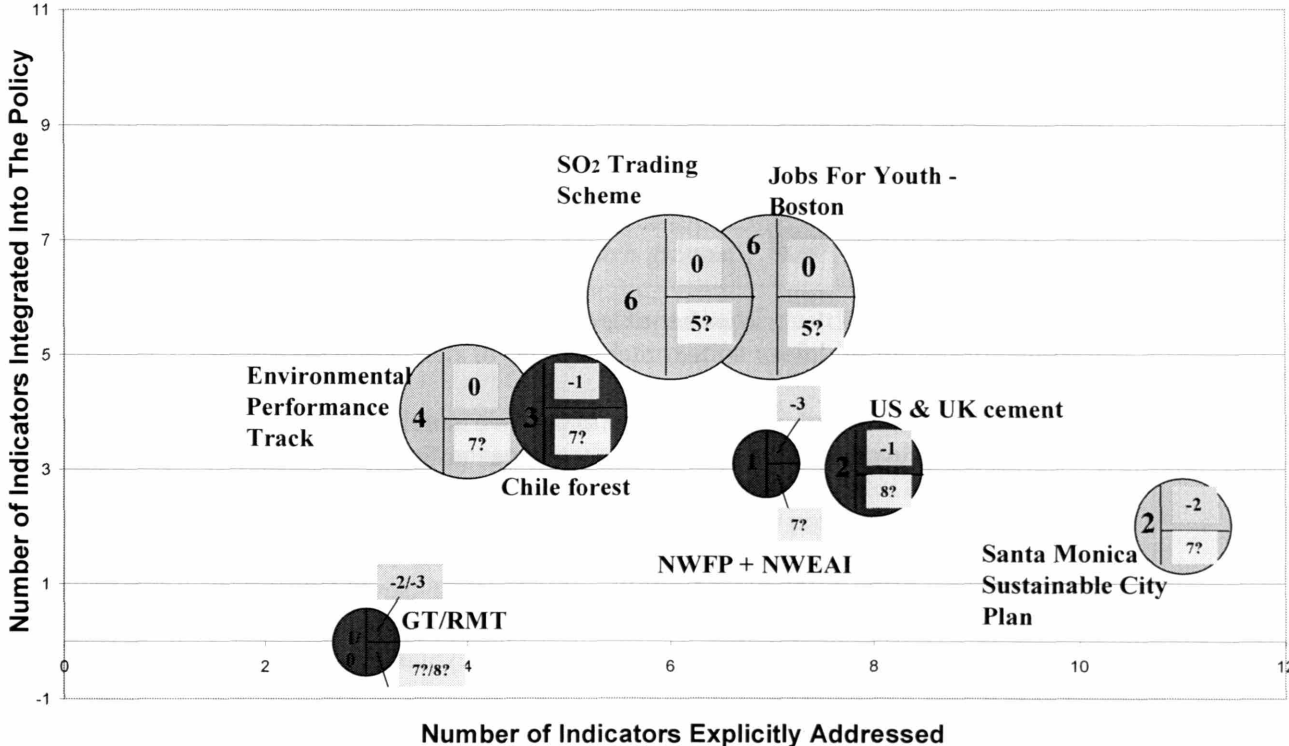 11
9
7
5
3
1
-1
Number of Indicators Integrated Into The Policy
SO2 Trading
Scheme
Jobs For Youth -
Boston
6
0
5?
6
0
5?
Environmental
Performance
Track
4
0
7?
3
-1
7?
Chile forest
-3
1
7?
NWFP + NWEAI
US & UK cement
2
-1
8?
2
-2
7?
Santa Monica
Sustainable City
Plan
-2/-3
GT/RMT
1/
0
7?/8?
0
2
4
6
8
10
12
Number of Indicators Explicitly Addressed